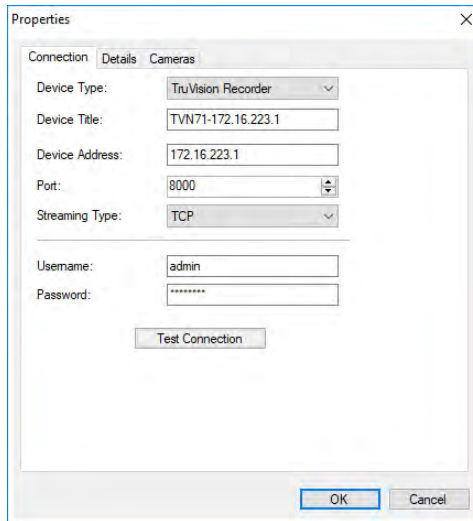 Properties
Connection Details Cameras
Device Type: TruVision Recorder
Device Title: TVN71-172.16.223.1
Device Address: 172.16.223.1
Port: 8000
Streaming Type: TCP
Username: admin
Password: ********
Test Connection
OK Cancel